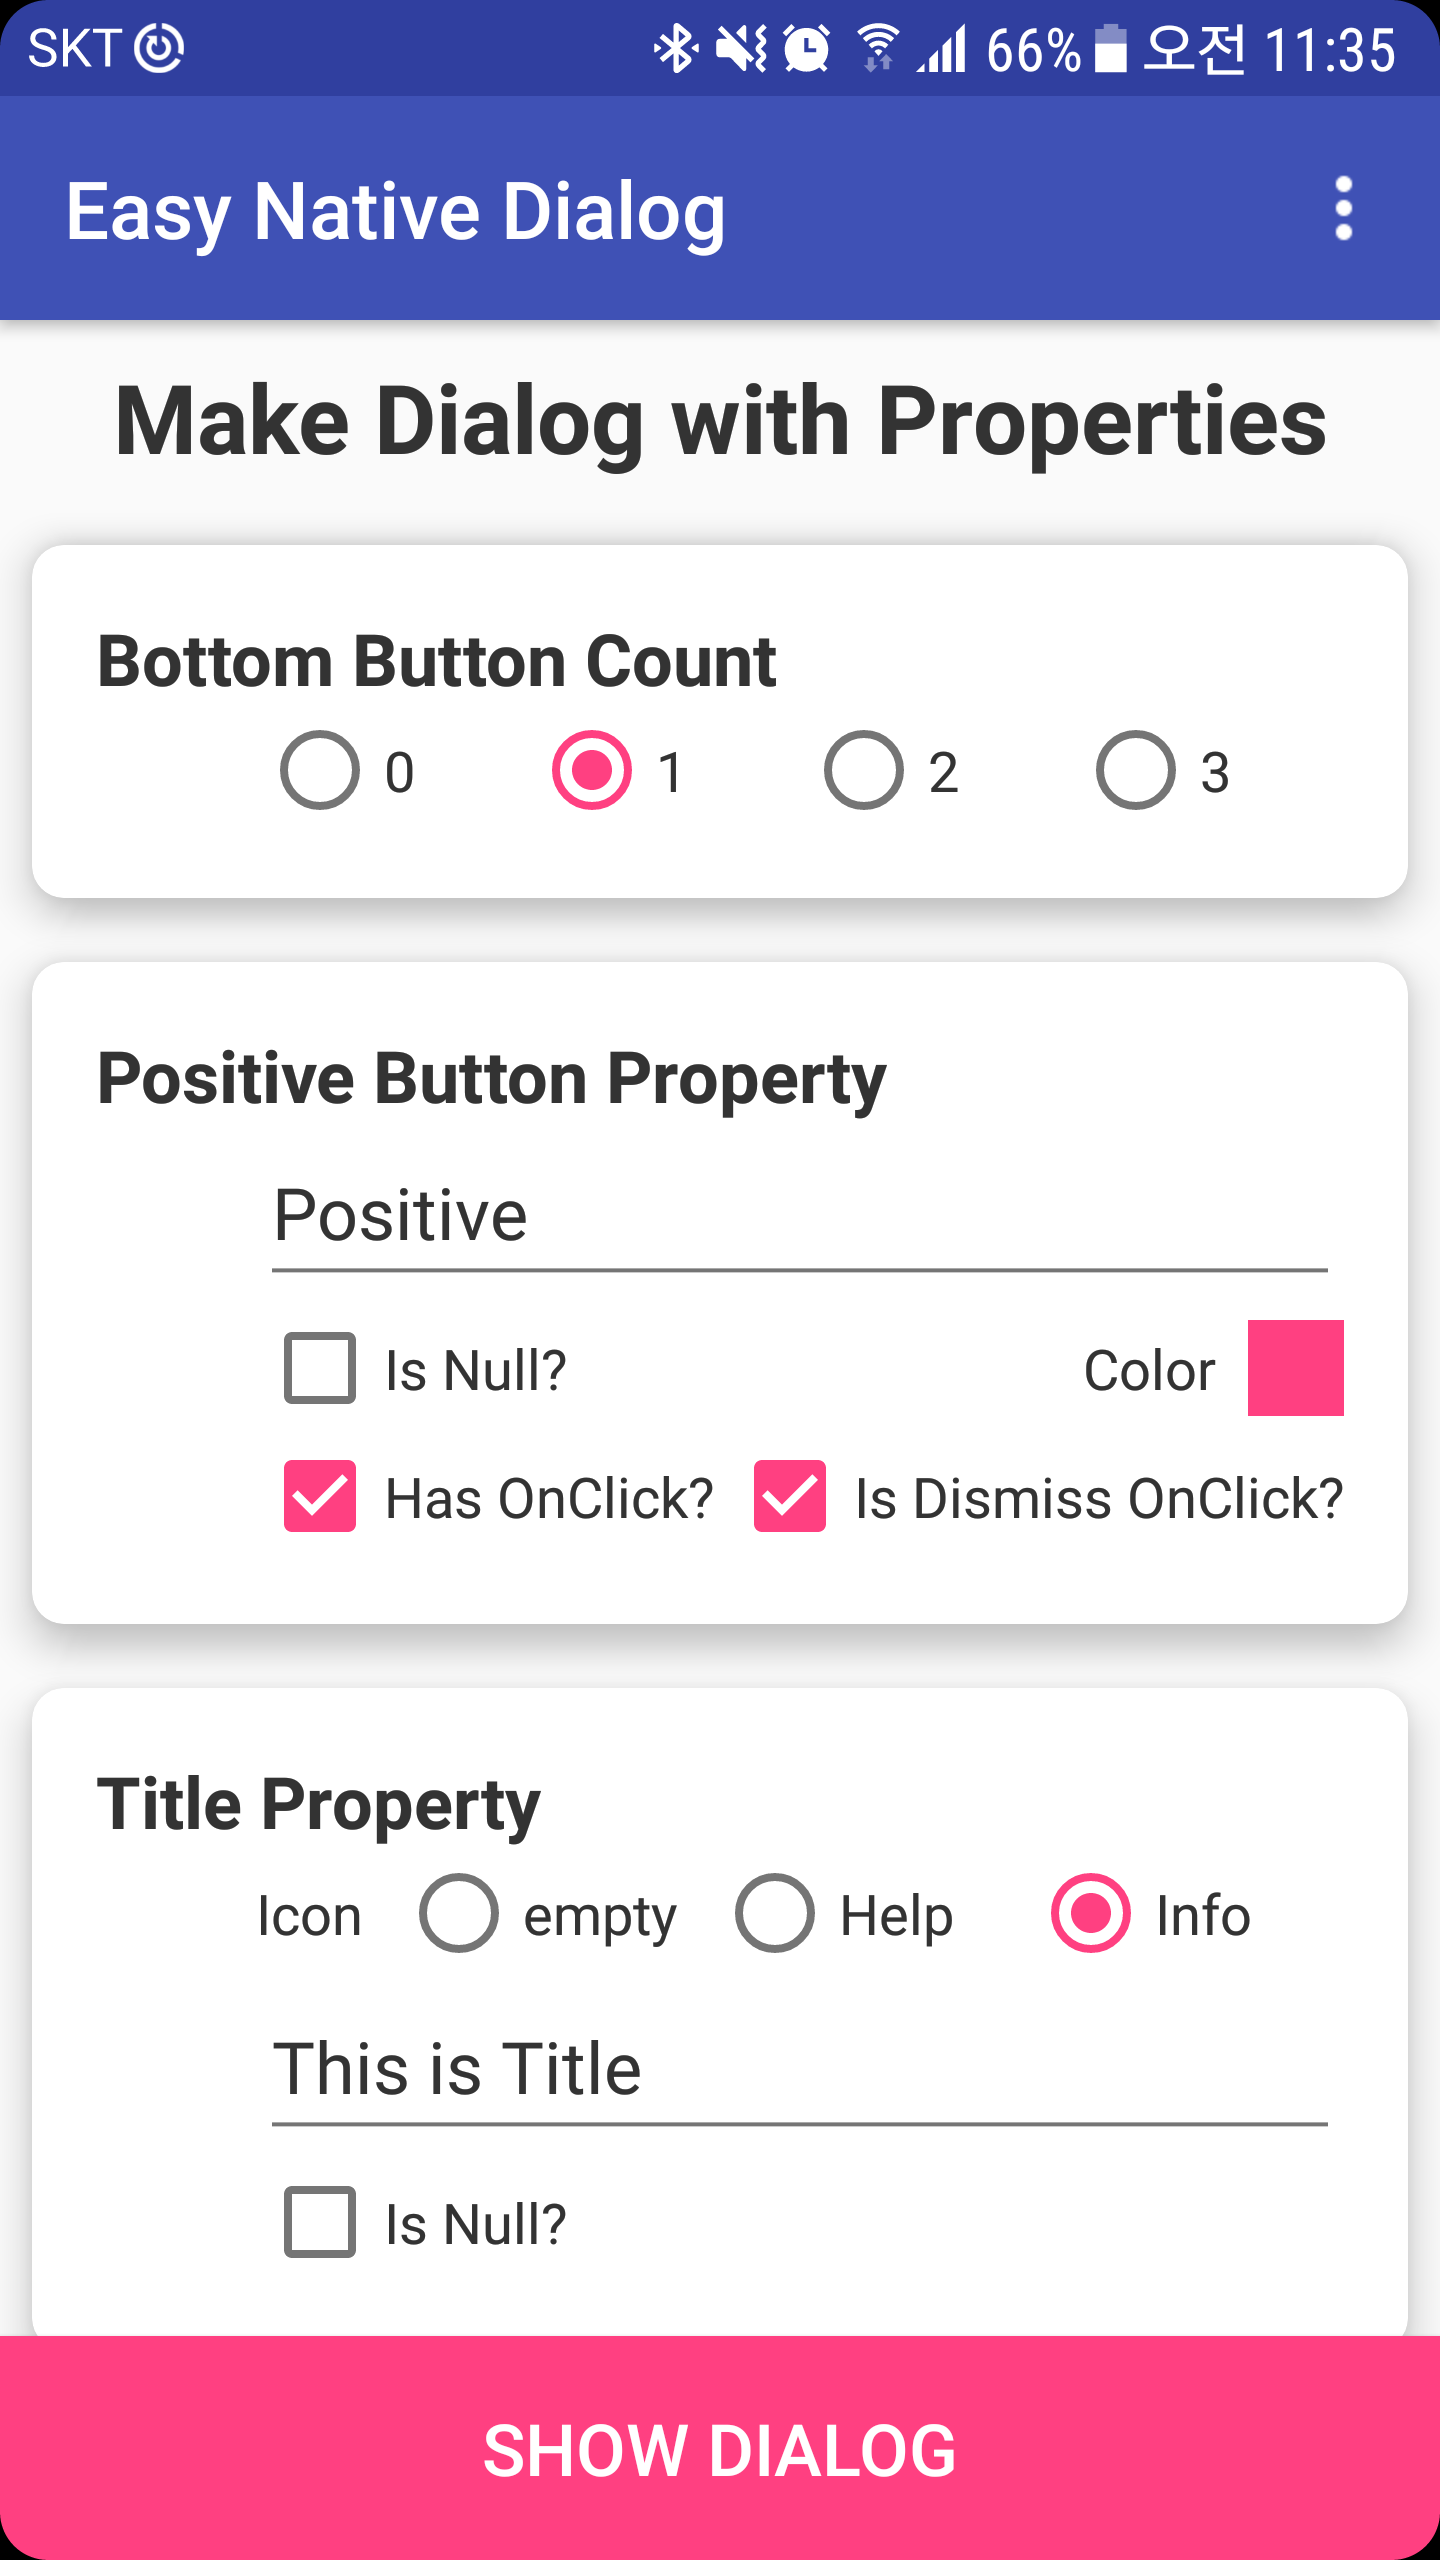 SKT 66% 오전 11:35
Easy Native Dialog
Make Dialog with Properties
Bottom Button Count
0 1 2 3
Positive Button Property
Positive
Is Null? Color
Has OnClick? Is Dismiss OnClick?
Title Property
Icon empty Help Info
This is Title
Is Null?
SHOW DIALOG